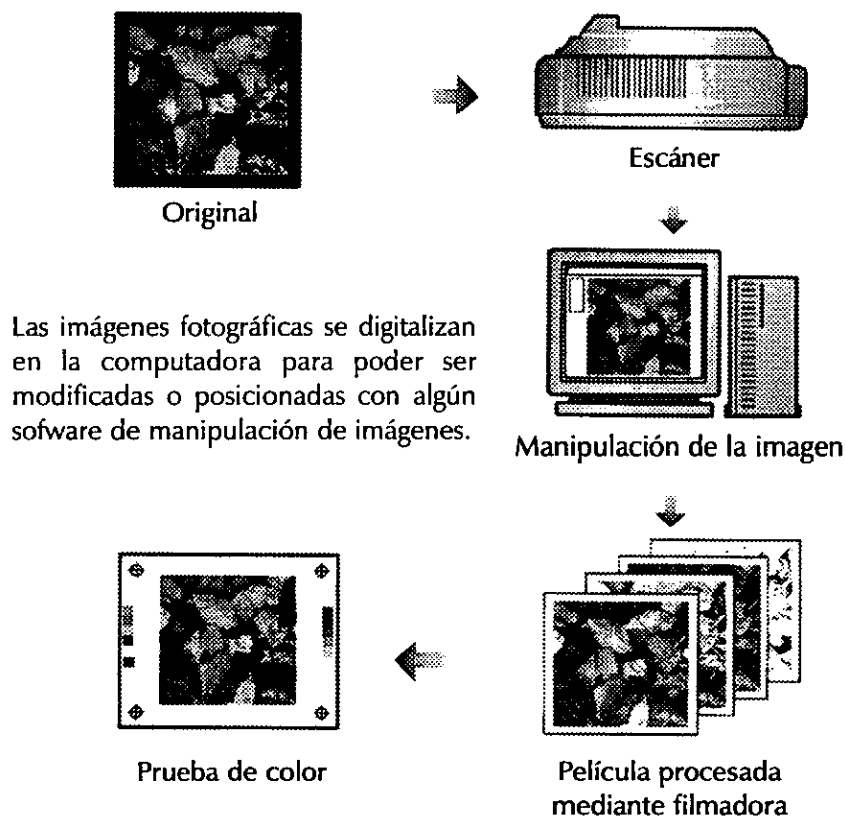 Original
Escáner
Las imágenes fotográficas se digitalizan
en la computadora para poder ser
modificadas o posicionadas con algún
sofware de manipulación de imágenes.
Manipulación de la imagen
Prueba de color
Película procesada
mediante filmadora